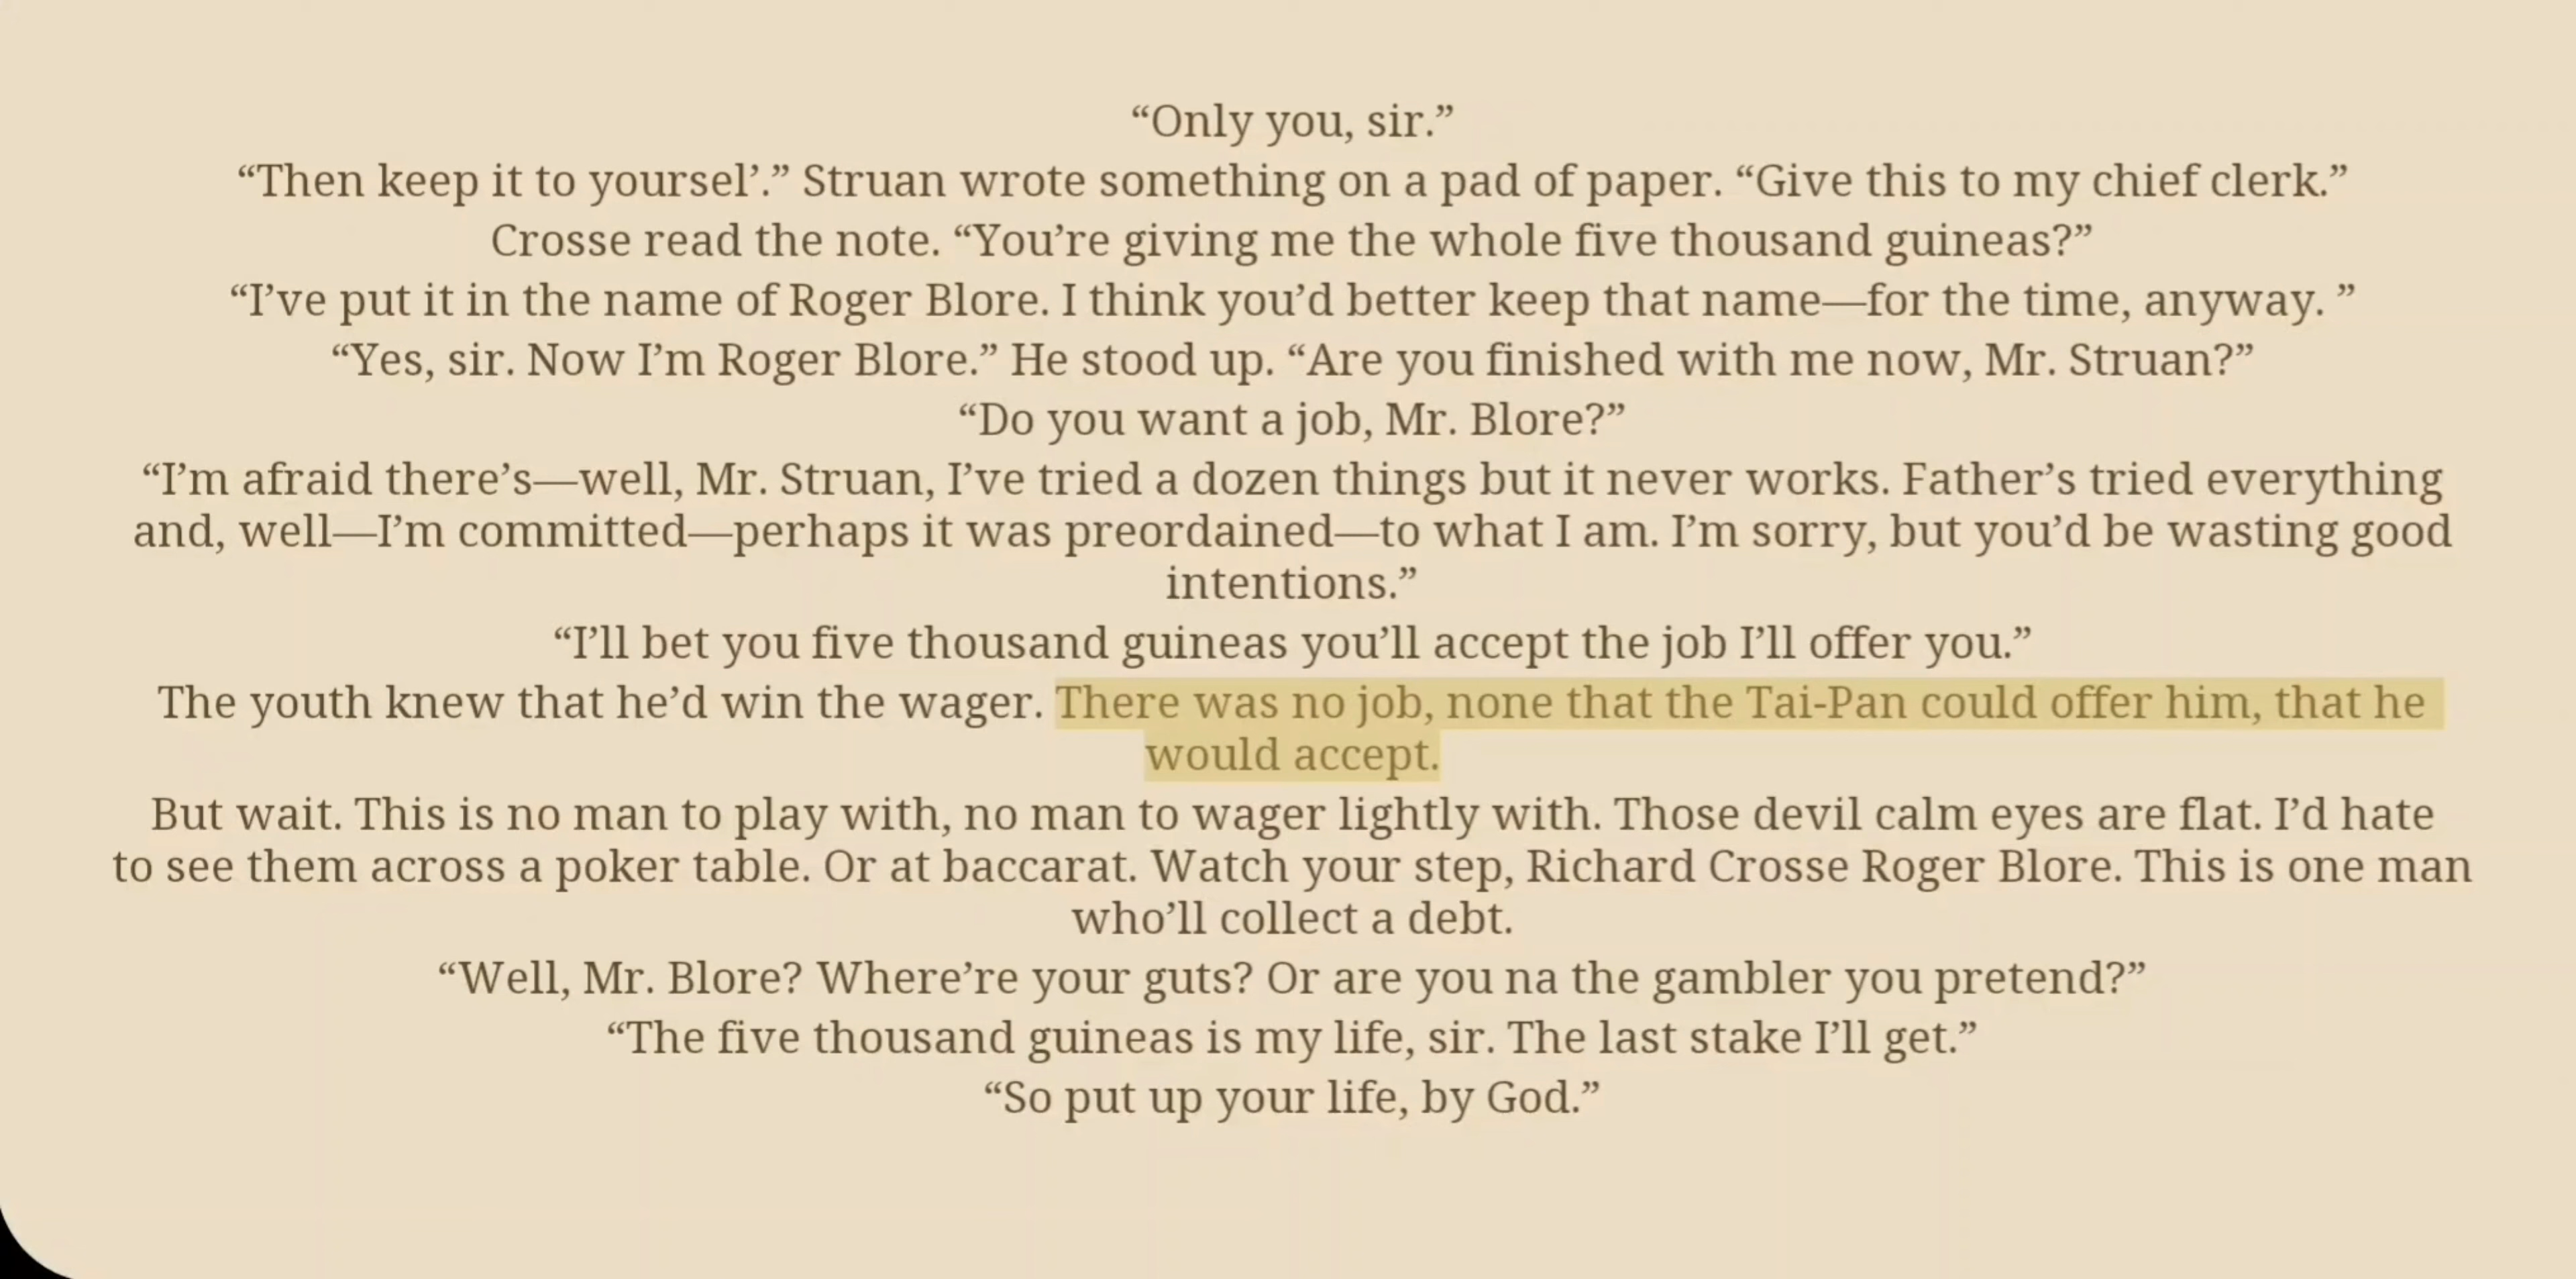 “Only you, sir.”
“Then keep it to yoursel’.” Struan wrote something on a pad of paper. “Give this to my chief clerk.”
Crosse read the note. “You’re giving me the whole five thousand guineas?”
“I’ve put it in the name of Roger Blore. I think you’d better keep that name—for the time, anyway. ”
“Yes, sir. Now I’m Roger Blore.” He stood up. “Are you finished with me now, Mr. Struan?”
“Do you want a job, Mr. Blore?”
“I’m afraid there’s—well, Mr. Struan, I’ve tried a dozen things but it never works. Father’s tried everything
and, well—I’m committed—perhaps it was preordained—to what I am. I’m sorry, but you’d be wasting good
intentions.”
“I’ll bet you five thousand guineas you’ll accept the job I’ll offer you.”
The youth knew that he’d win the wager. There was no job, none that the Tai-Pan could offer him, that he
would accept.
But wait. This is no man to play with, no man to wager lightly with. Those devil calm eyes are flat. I’d hate
to see them across a poker table. Or at baccarat. Watch your step, Richard Crosse Roger Blore. This is one man
who’ll collect a debt.
“Well, Mr. Blore? Where’re your guts? Or are you na the gambler you pretend?”
“The five thousand guineas is my life, sir. The last stake I’ll get.”
“So put up your life, by God.”